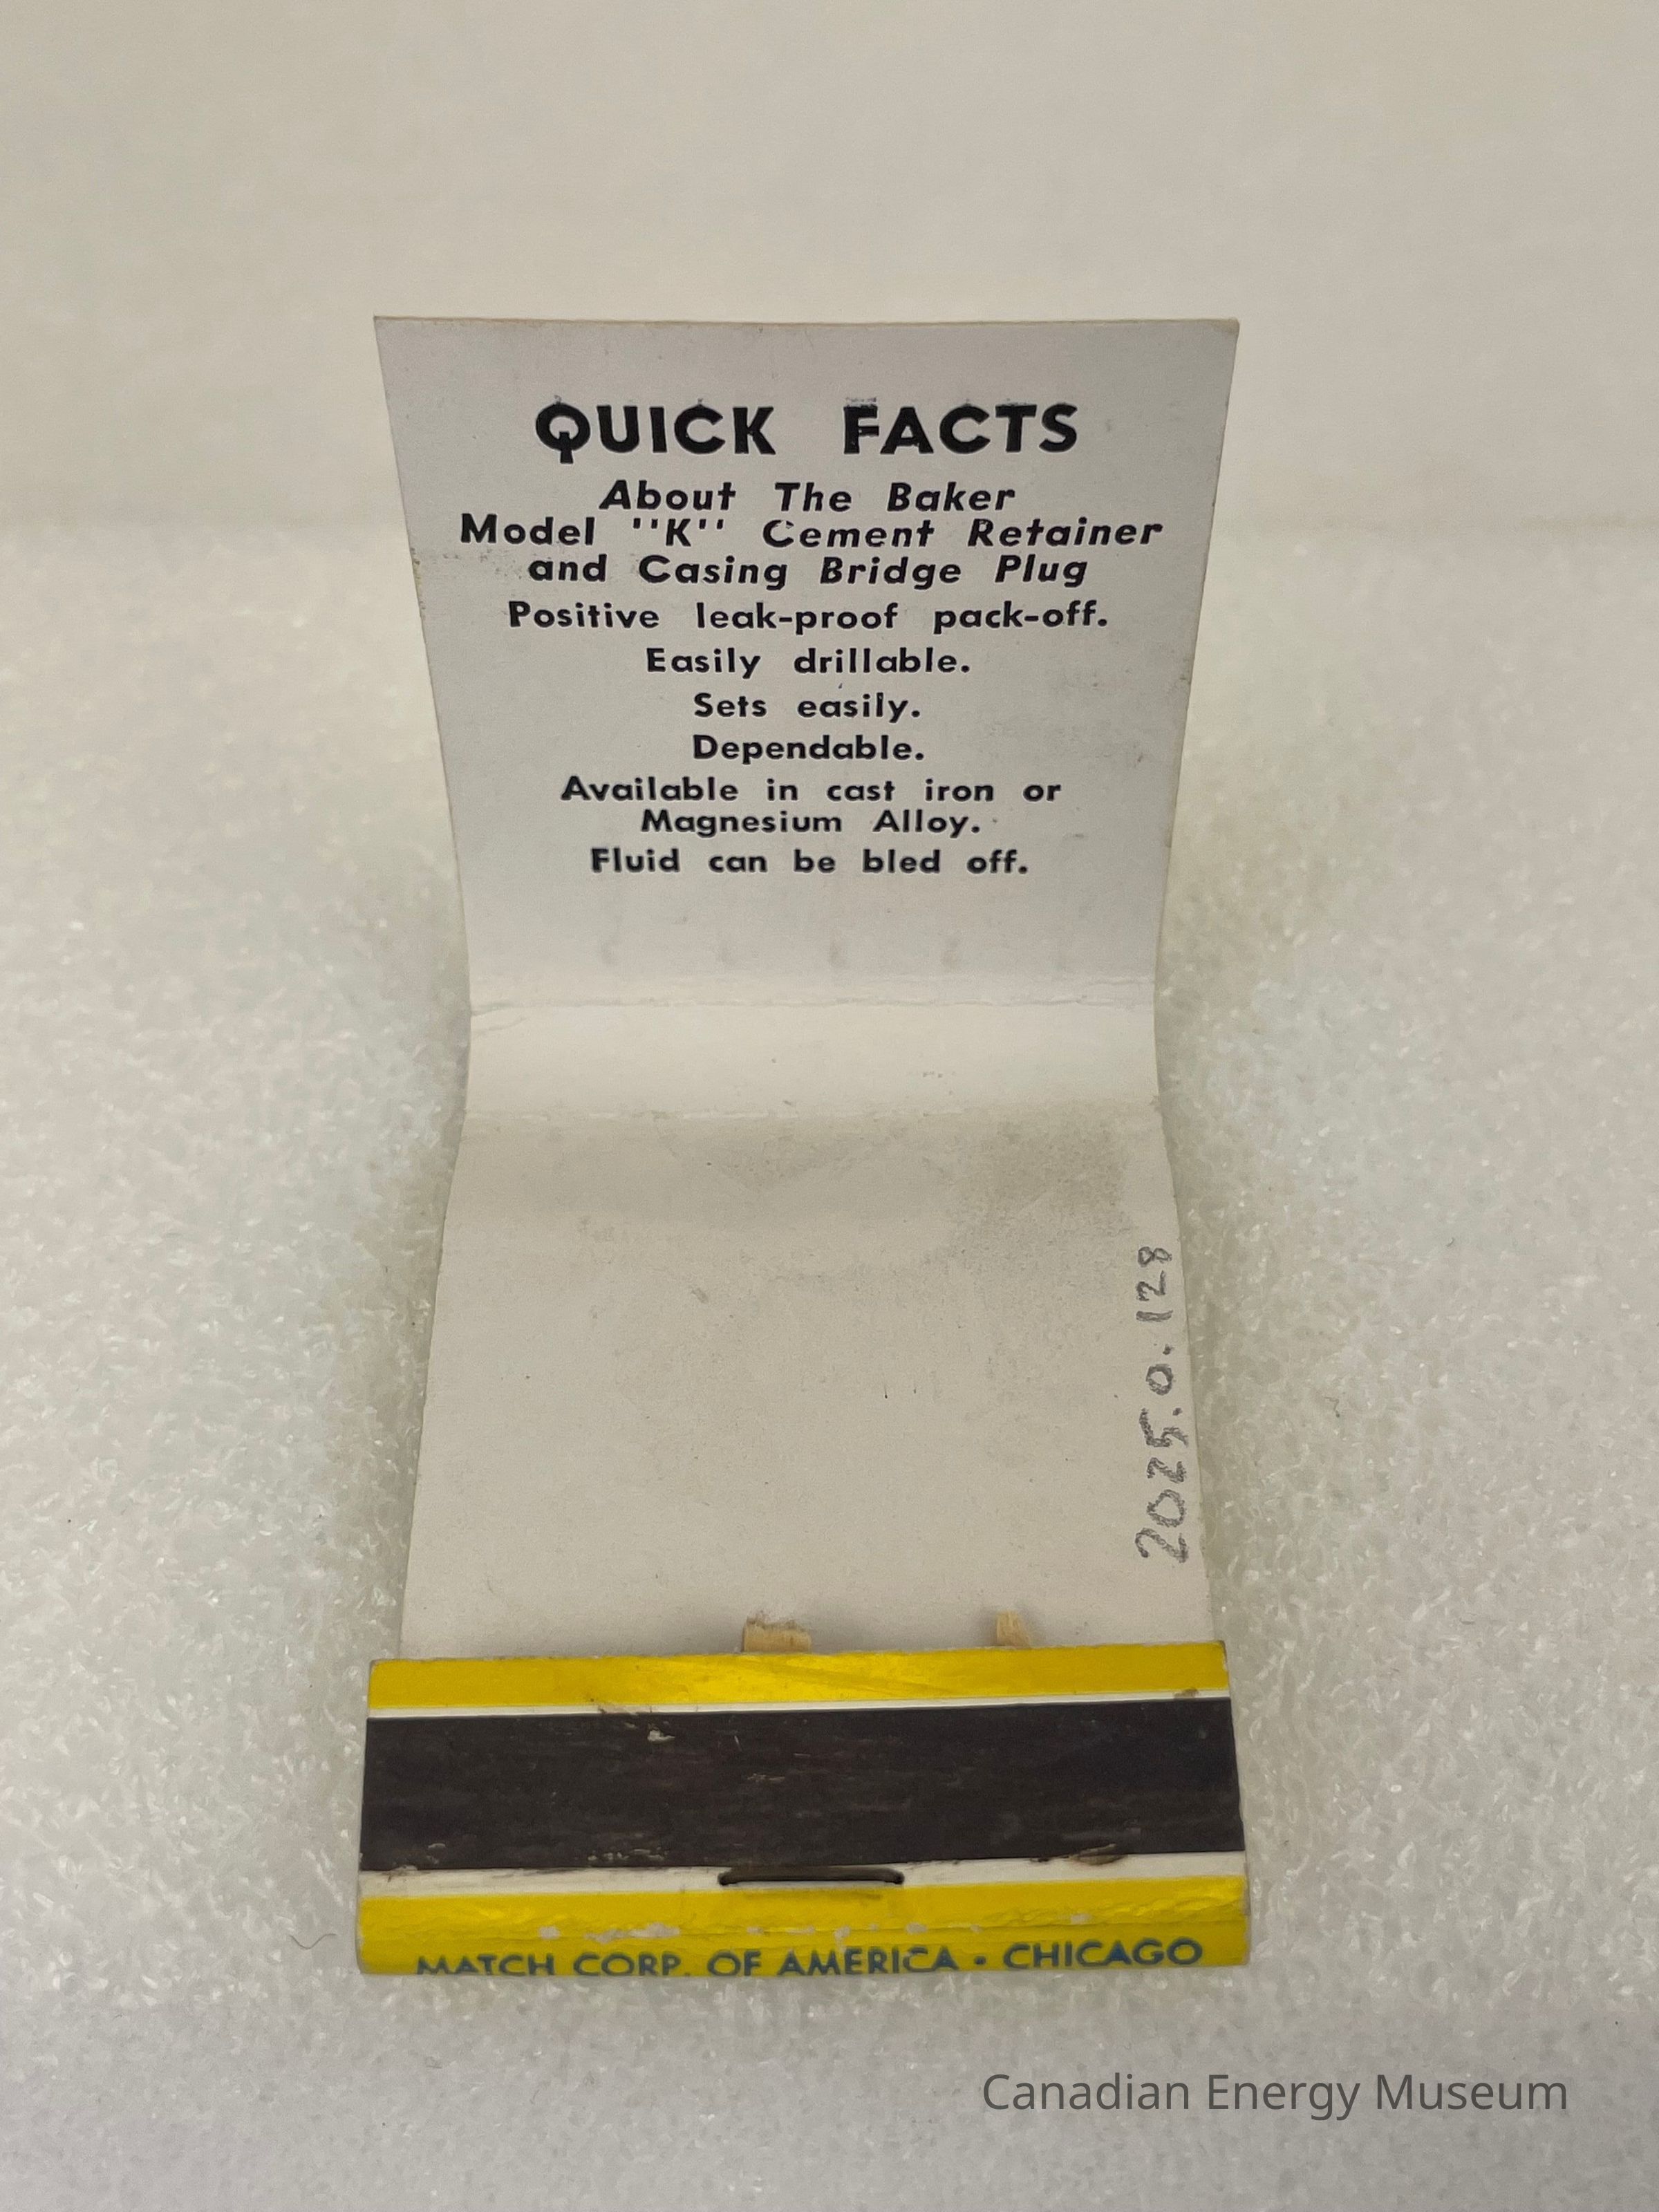 QUICK FACTS
About The Baker
Model "K" Cement Retainer
and Casing Bridge Plug
Positive leak-proof pack-off.
Easily drillable.
Sets easily.
Dependable.
Available in cast iron or
Magnesium Alloy.
Fluid can be bled off.
2025.0.128
MATCH CORP. OF AMERICA • CHICAGO
Canadian Energy Museum